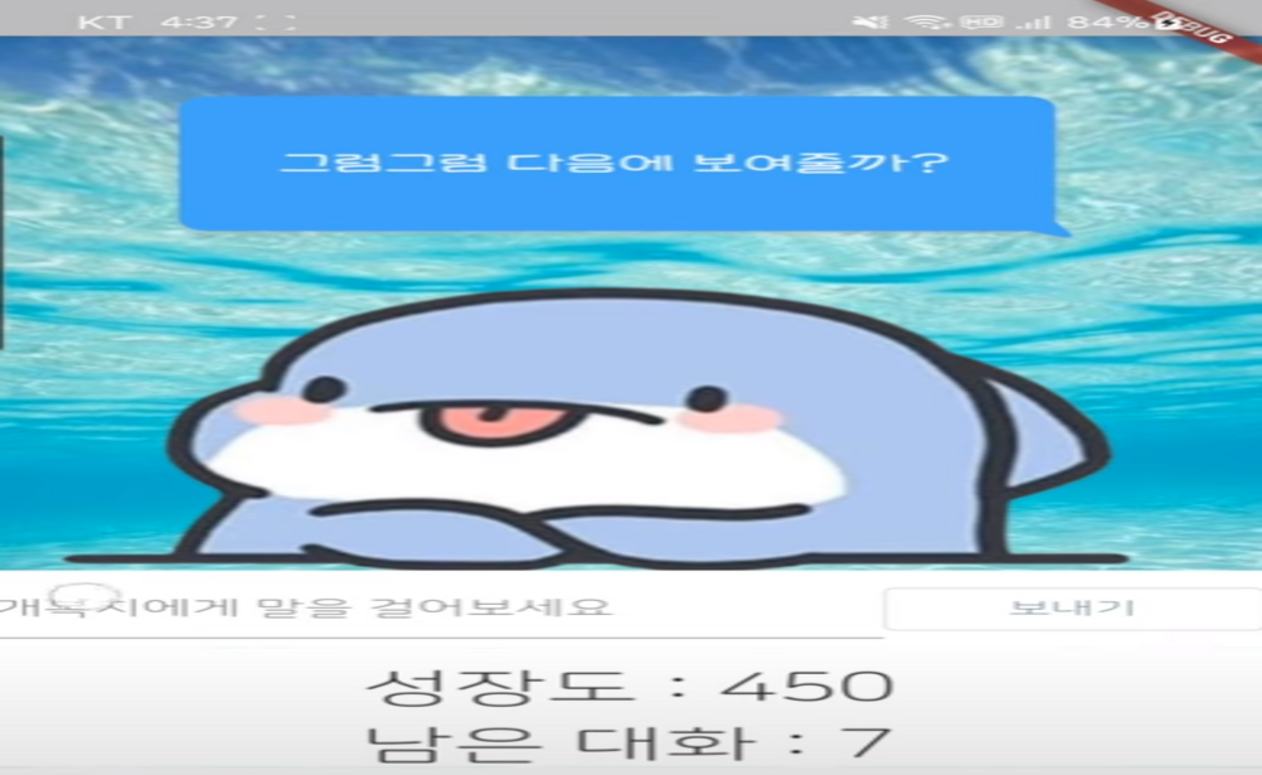 KT 4:37 HD 84% DEBUG
그럼그럼 다음에 보여줄까?
개복치에게 말을 걸어보세요 보내기
성장도 : 450
남은 대화 : 7